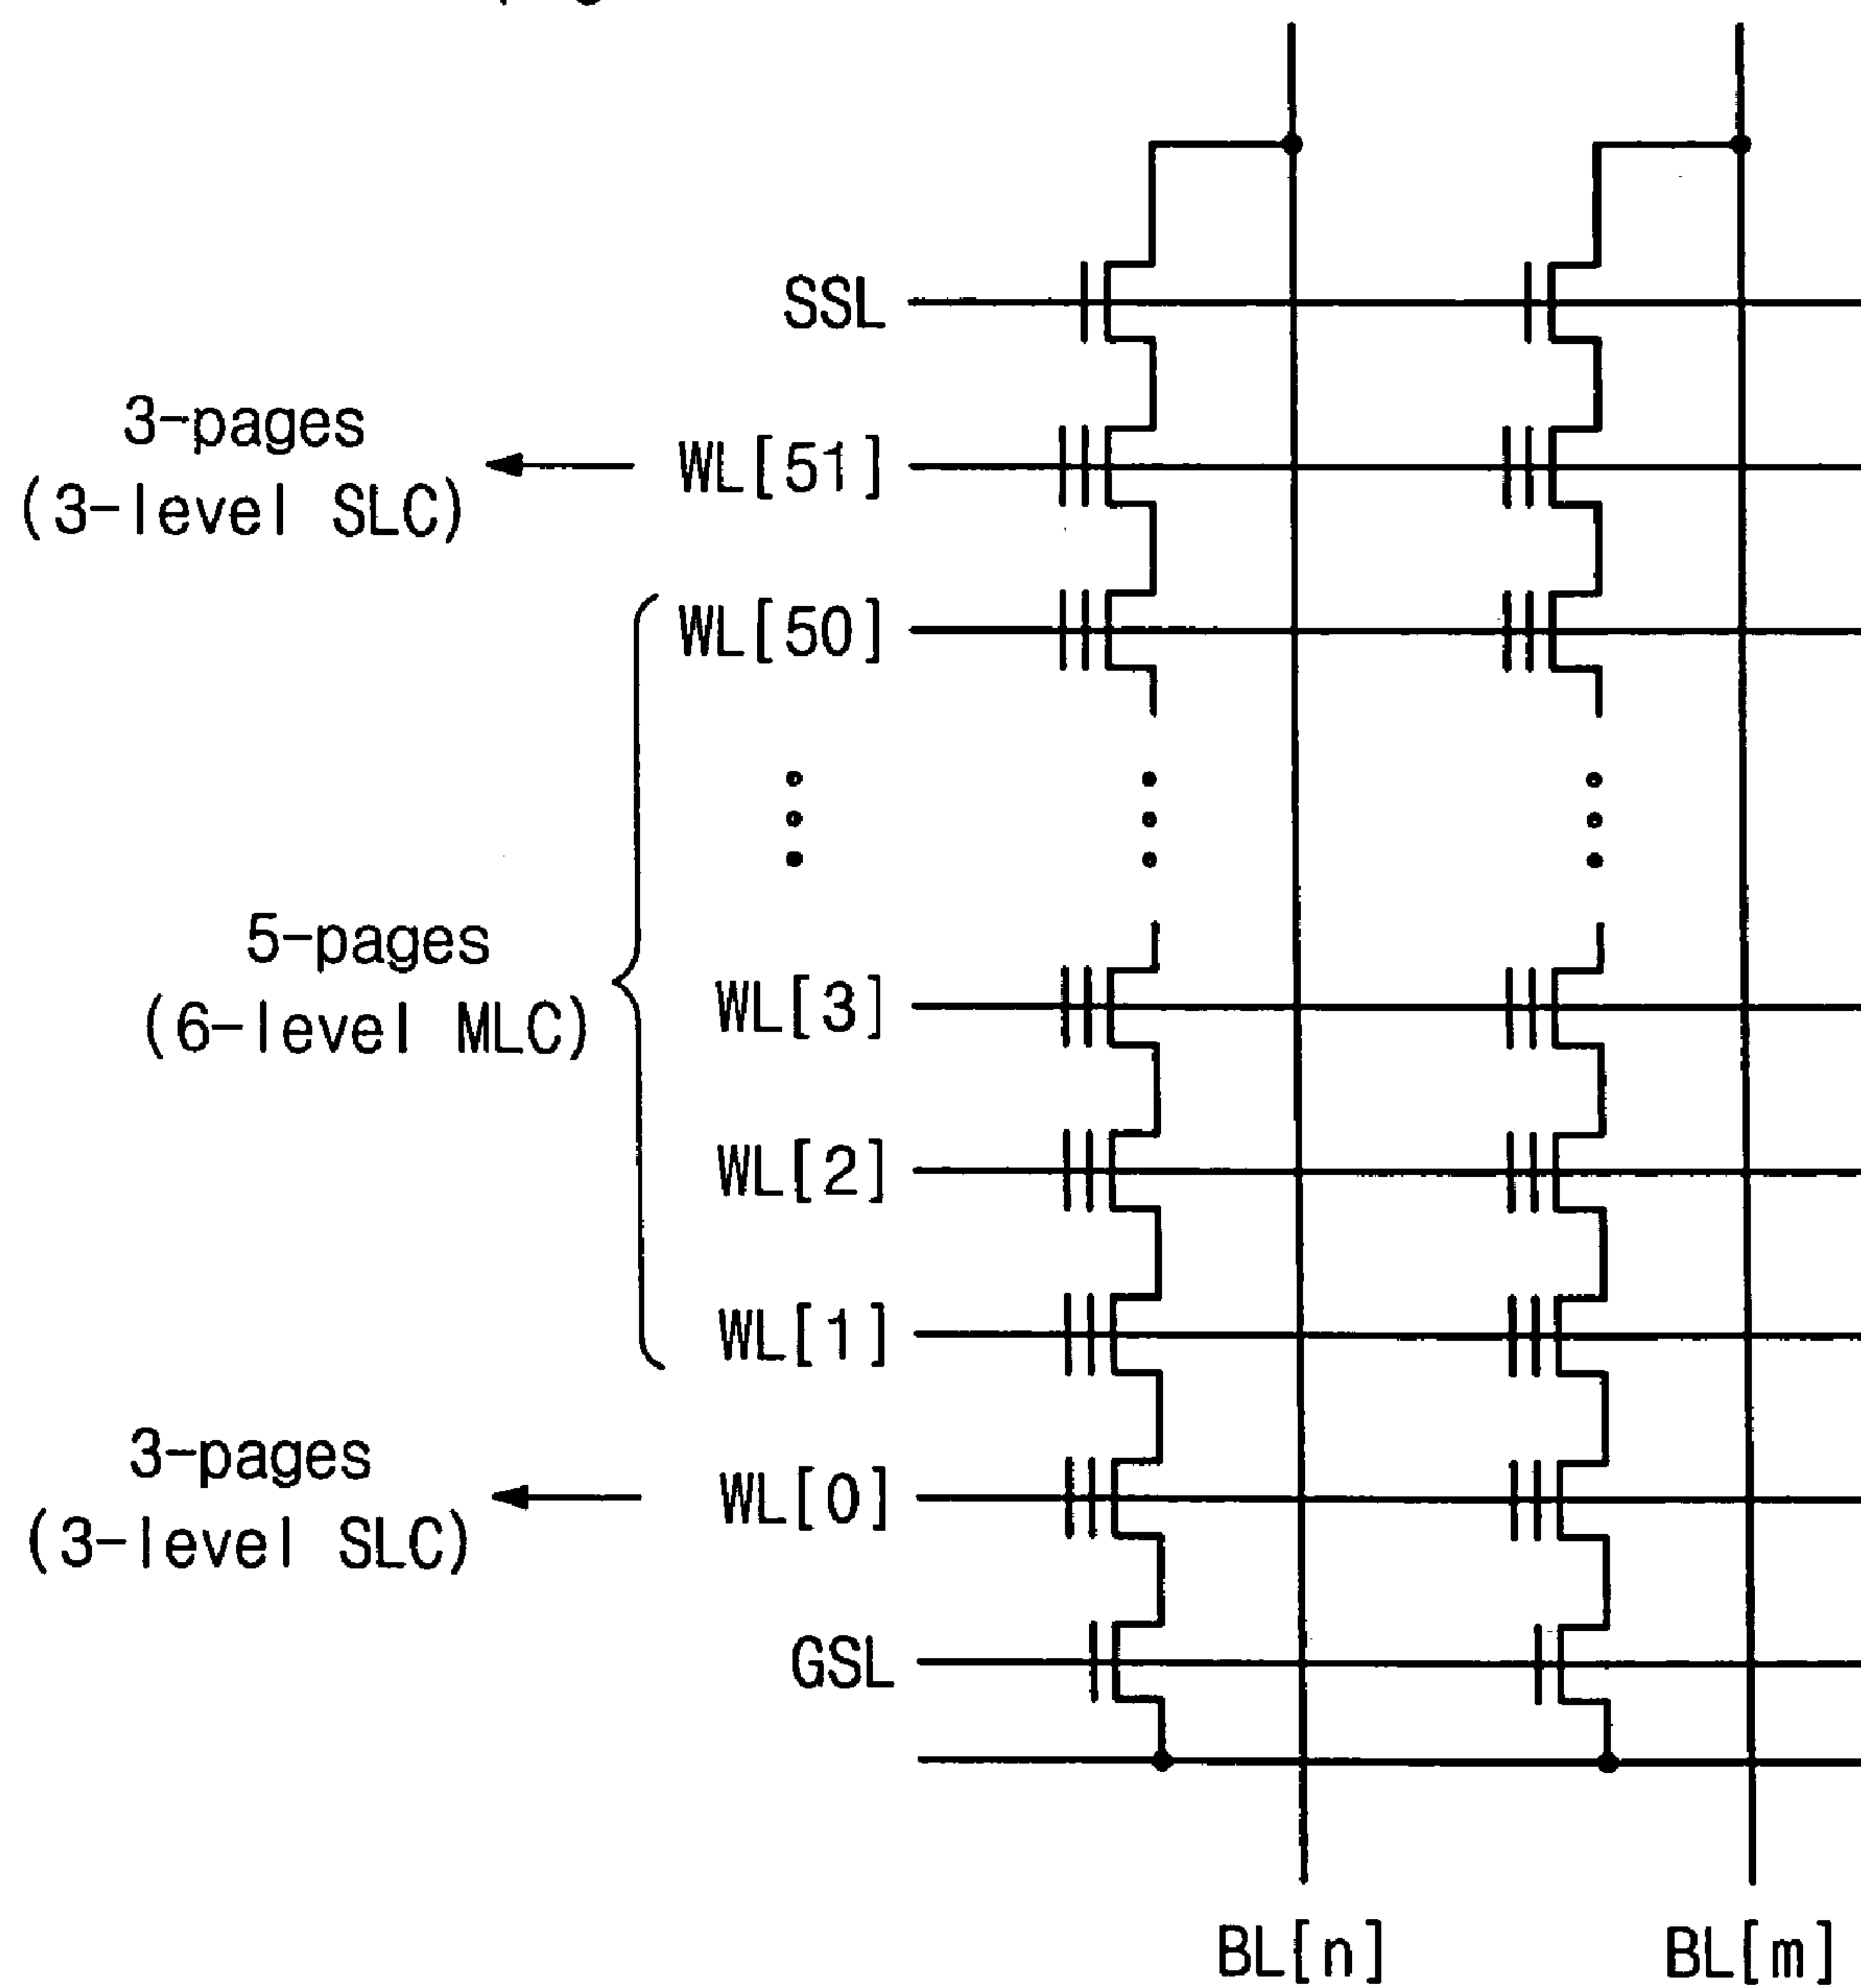 SSL
3-pages
(3-level SLC)
WL[51]
WL[50]
5-pages
(6-level MLC)
WL[3]
WL[2]
WL[1]
3-pages
(3-level SLC)
WL[0]
GSL
BL[n]
BL[m]